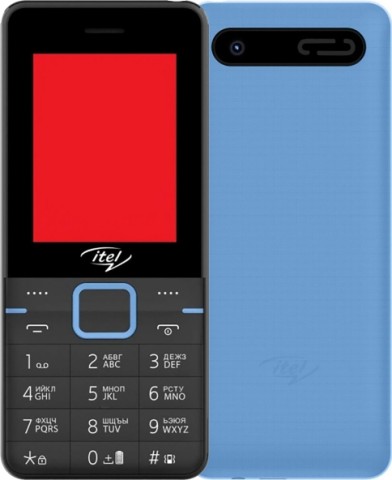 itel
1
2 АБВГ ABC
3 ДЕЖЗ DEF
4 ИЙКЛ GHI
5 МНОП JKL
6 РСТУ MNO
7 ФХЦЧ PQRS
8 ШЩЪЫ TUV
9 ЬЭЮЯ WXYZ
*
0 +
#
itel